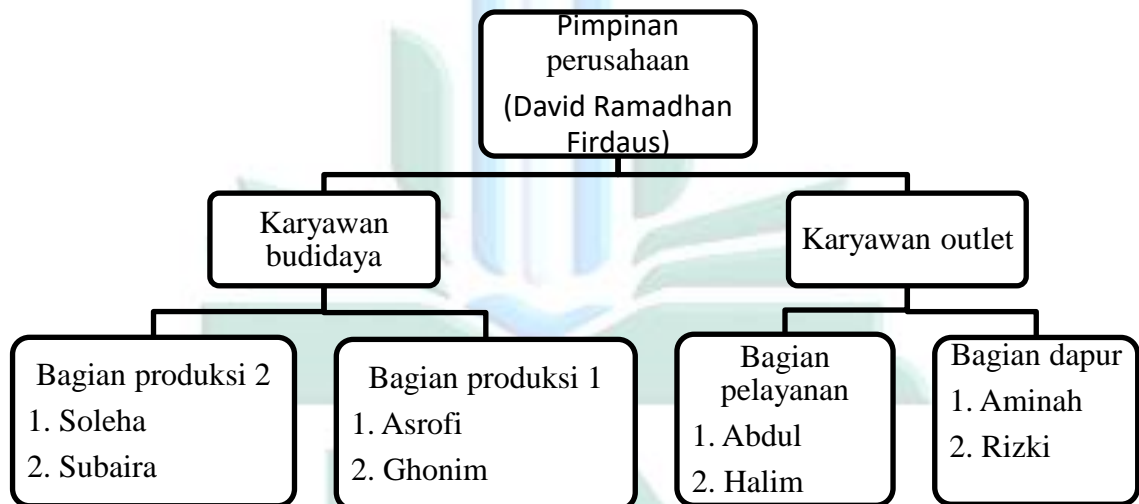 Pimpinan
perusahaan
(David Ramadhan
Firdaus)
Karyawan
budidaya
Karyawan outlet
Bagian produksi 2
1. Soleha
2. Subaira
Bagian produksi 1
1. Asrofi
2. Ghonim
Bagian
pelayanan
1. Abdul
2. Halim
Bagian dapur
1. Aminah
2. Rizki